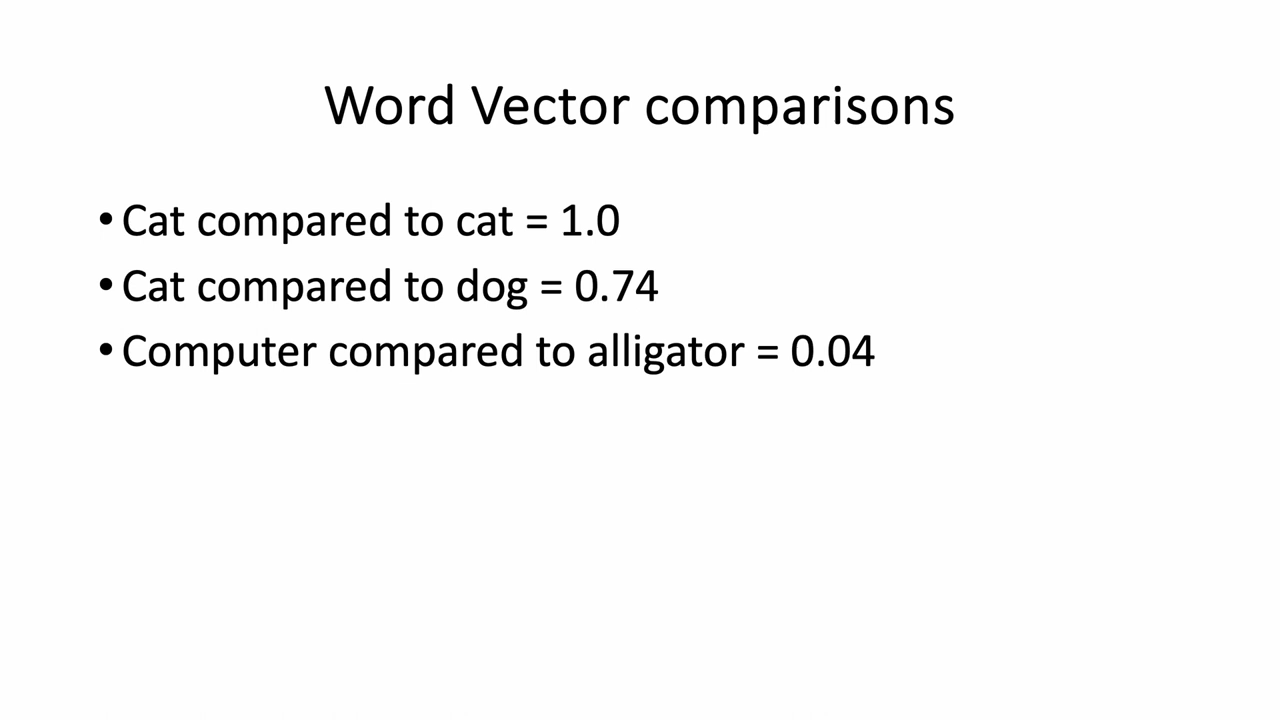 Word Vector comparisons
• Cat compared to cat = 1.0
• Cat compared to dog = 0.74
• Computer compared to alligator = 0.04